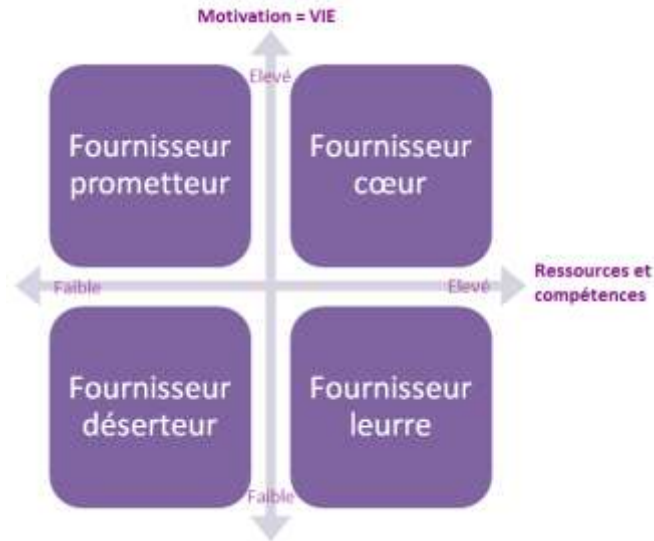 Motivation = VIE
Elevé
Fournisseur
prometteur
Fournisseur
cœur
Faible
Elevé
Ressources et
compétences
Fournisseur
déserteur
Fournisseur
leurre
Faible